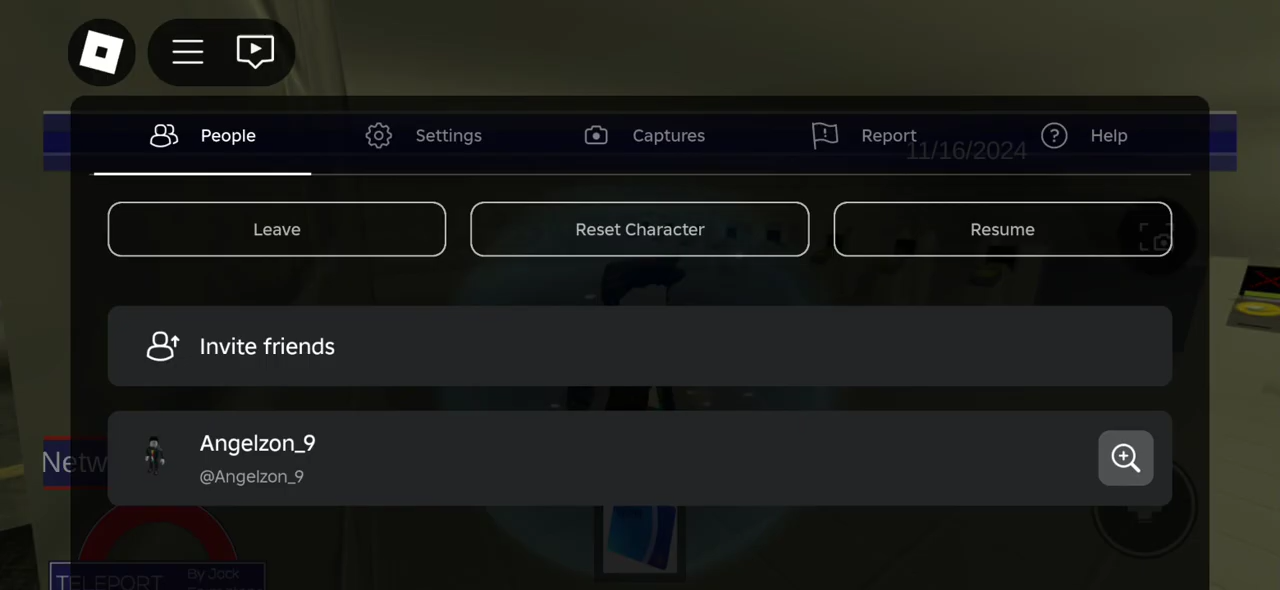 People Settings Captures Report Help
11/16/2024
Leave Reset Character Resume
Invite friends
Angelzon_9
@Angelzon_9
Netw
TELEPORT By Jack